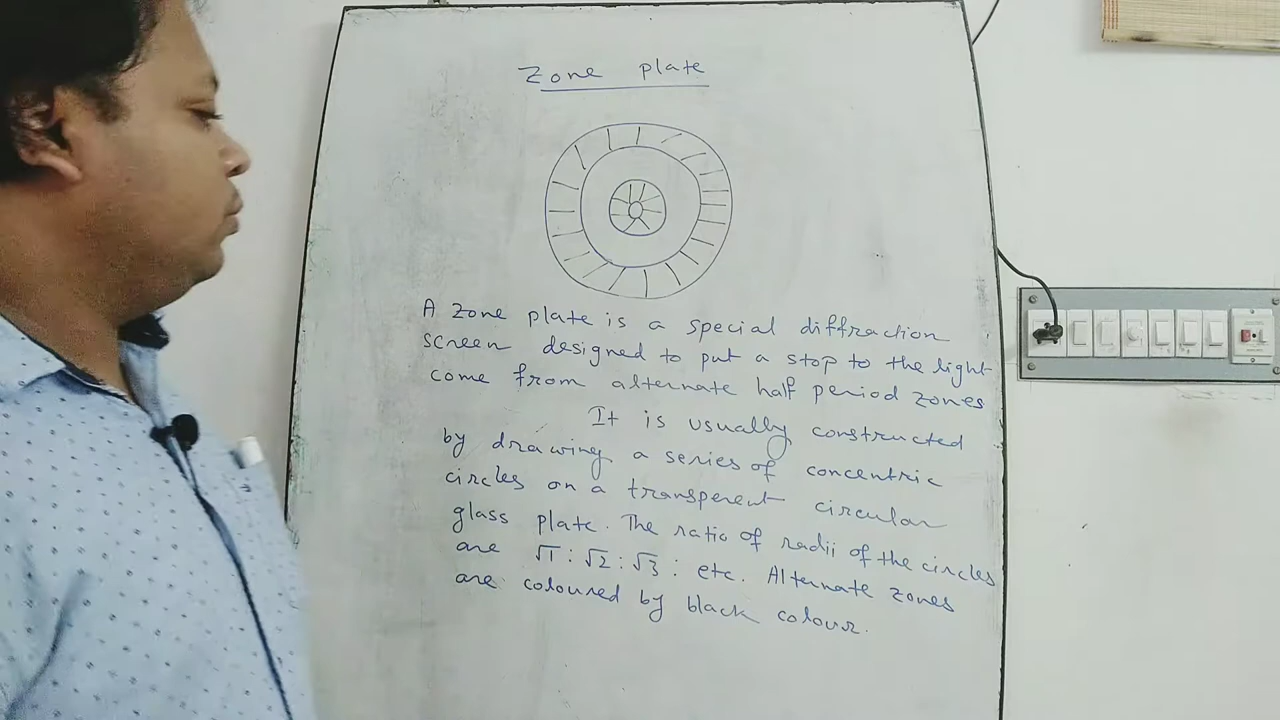 Zone plate
A zone plate is a special diffraction
screen designed to put a stop to the light
come from alternate half period zones
It is usually constructed
by drawing a series of concentric
circles on a transperent circular
glass plate. The ratio of radii of the circles
are √1 : √2 : √3 : etc. Alternate zones
are coloured by black colour.